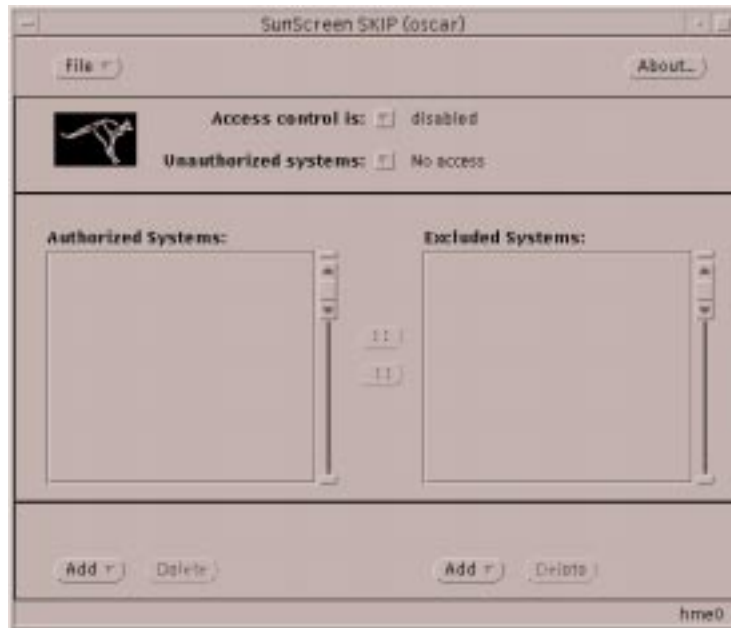 SunScreen SKIP (oscar)
File
About...
Access control is: disabled
Unauthorized systems: No access
Authorized Systems:
Excluded Systems:
Add Delete
Add Delete
hme0